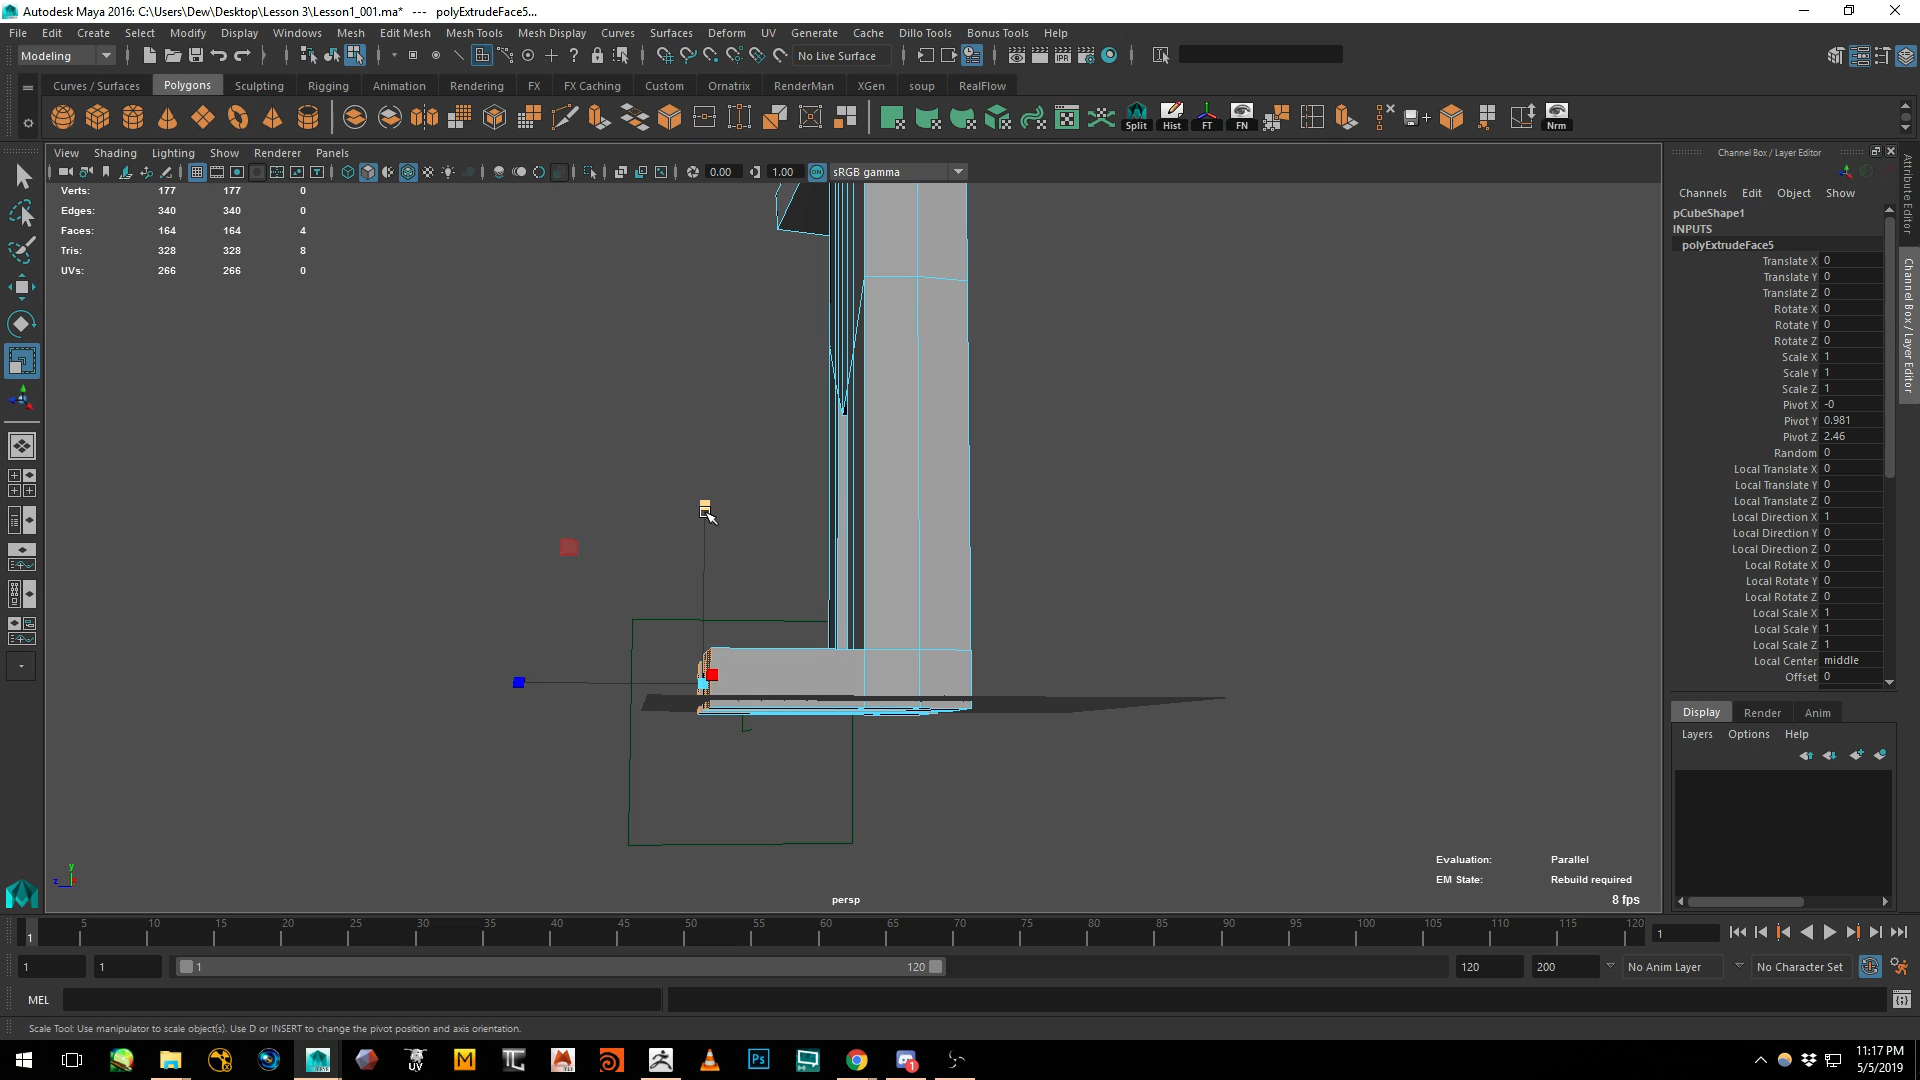 Autodesk Maya 2016: C:\Users\Dew\Desktop\Lesson 3\Lesson1_001.ma* --- polyExtrudeFace5...
File Edit Create Select Modify Display Windows Mesh Edit Mesh Mesh Tools Mesh Display Curves Surfaces Deform UV Generate Cache Dillo Tools Bonus Tools Help
Modeling No Live Surface IPR
Curves / Surfaces Polygons Sculpting Rigging Animation Rendering FX FX Caching Custom Ornatrix RenderMan XGen soup RealFlow
Split Hist FT FN Nrm
View Shading Lighting Show Renderer Panels
0.00 1.00 ON sRGB gamma
Verts: 177 177 0
Edges: 340 340 0
Faces: 164 164 4
Tris: 328 328 8
UVs: 266 266 0
Evaluation: Parallel
EM State: Rebuild required
persp
8 fps
y
z
Channel Box / Layer Editor
Channels Edit Object Show
pCubeShape1
INPUTS
polyExtrudeFace5
Translate X 0
Translate Y 0
Translate Z 0
Rotate X 0
Rotate Y 0
Rotate Z 0
Scale X 1
Scale Y 1
Scale Z 1
Pivot X -0
Pivot Y 0.981
Pivot Z 2.46
Random 0
Local Translate X 0
Local Translate Y 0
Local Translate Z 0
Local Direction X 1
Local Direction Y 0
Local Direction Z 0
Local Rotate X 0
Local Rotate Y 0
Local Rotate Z 0
Local Scale X 1
Local Scale Y 1
Local Scale Z 1
Local Center middle
Offset 0
Attribute Editor
Channel Box / Layer Editor
Display Render Anim
Layers Options Help
1 5 10 15 20 25 30 35 40 45 50 55 60 65 70 75 80 85 90 95 100 105 110 115 120 1
1 1 1 120 120 200 No Anim Layer No Character Set
MEL
Scale Tool: Use manipulator to scale object(s). Use D or INSERT to change the pivot position and axis orientation.
UV M Ps 1
11:17 PM
5/5/2019